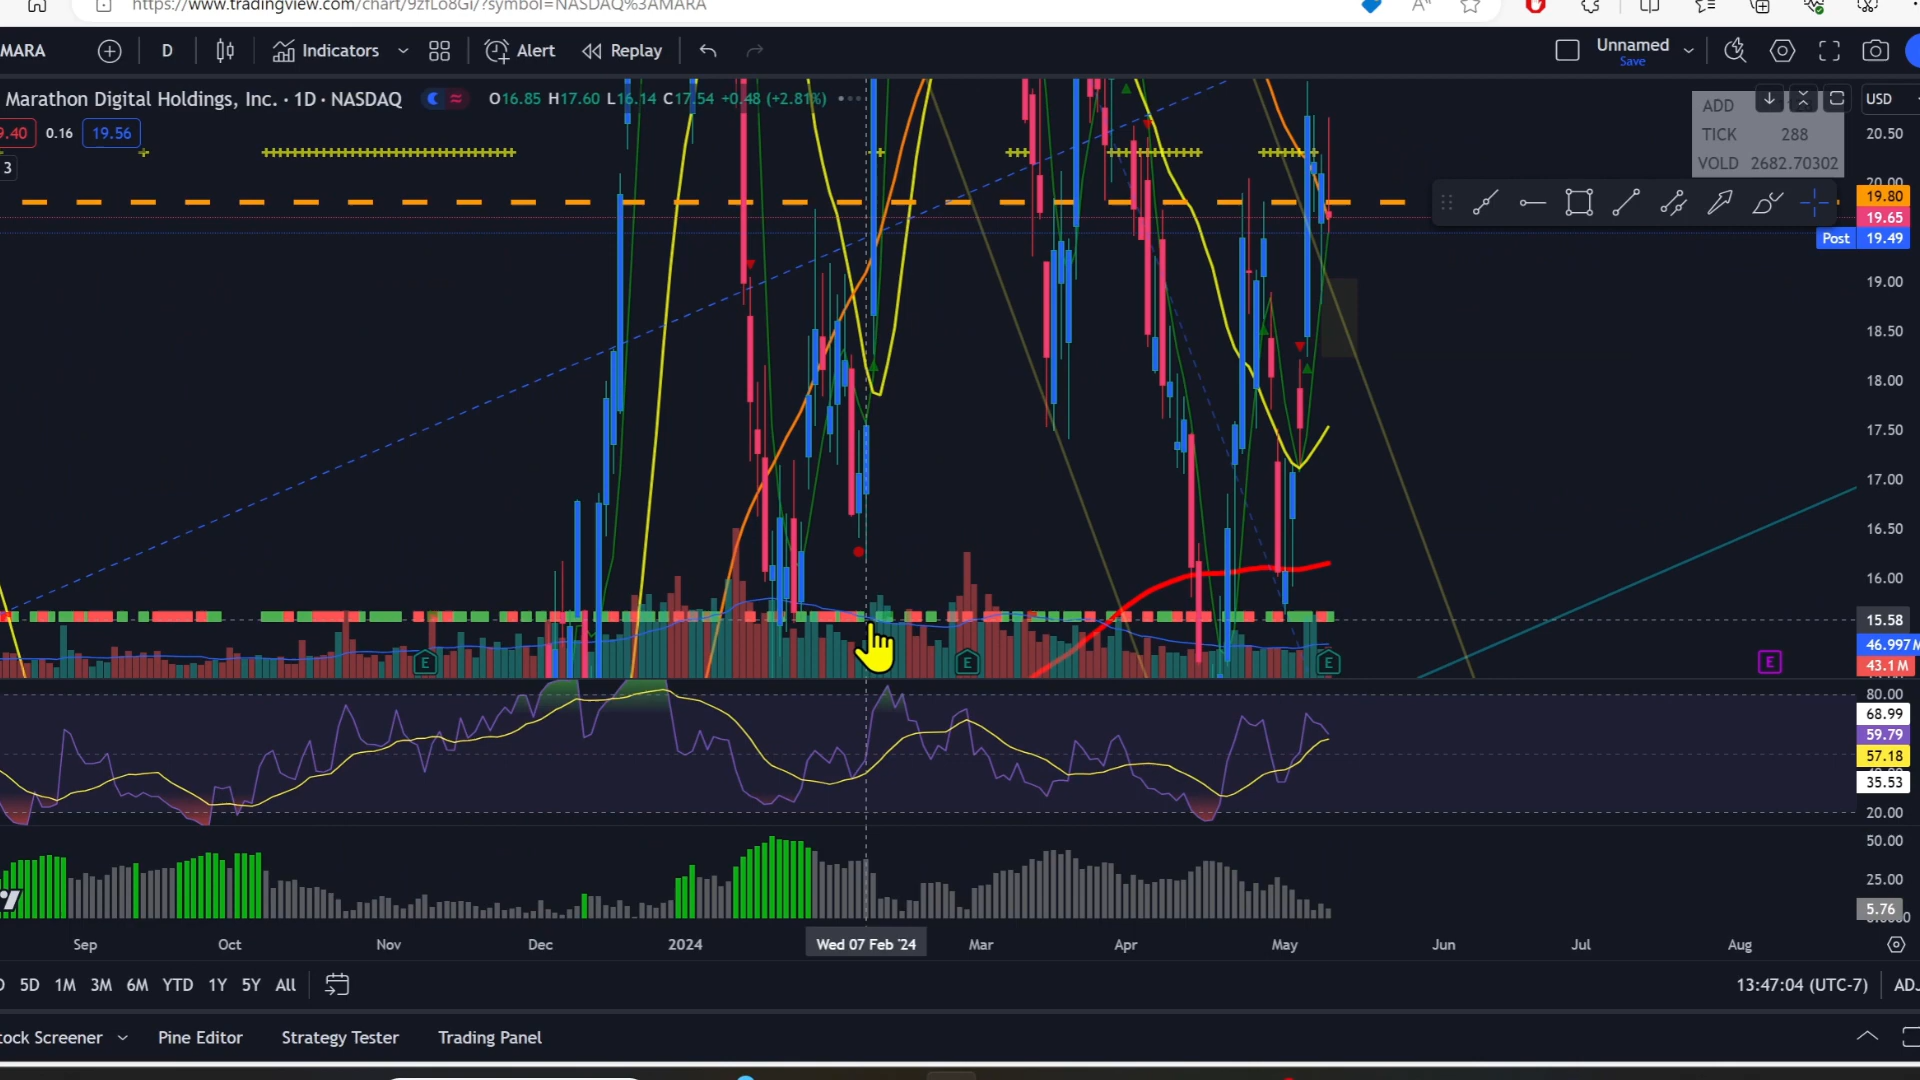 https://www.tradingview.com/chart/9zfLo8Gi/?symbol=NASDAQ%3AMARA
MARA D Indicators Alert Replay Unnamed
Save
Marathon Digital Holdings, Inc. · 1D · NASDAQ O16.85 H17.60 L16.14 C17.54 +0.48 (+2.81%)
ADD
USD
9.40 0.16 19.56
TICK 288
20.50
3
VOLD 2682.70302
20.00
19.80
19.65
Post 19.49
19.00
18.50
18.00
17.50
17.00
16.50
16.00
15.58
46.997M
43.1M
E E E E
80.00
68.99
59.79
57.18
35.53
20.00
50.00
25.00
5.76
Sep Oct Nov Dec 2024 Wed 07 Feb '24 Mar Apr May Jun Jul Aug
5D 1M 3M 6M YTD 1Y 5Y All 13:47:04 (UTC-7) ADJ
tock Screener Pine Editor Strategy Tester Trading Panel